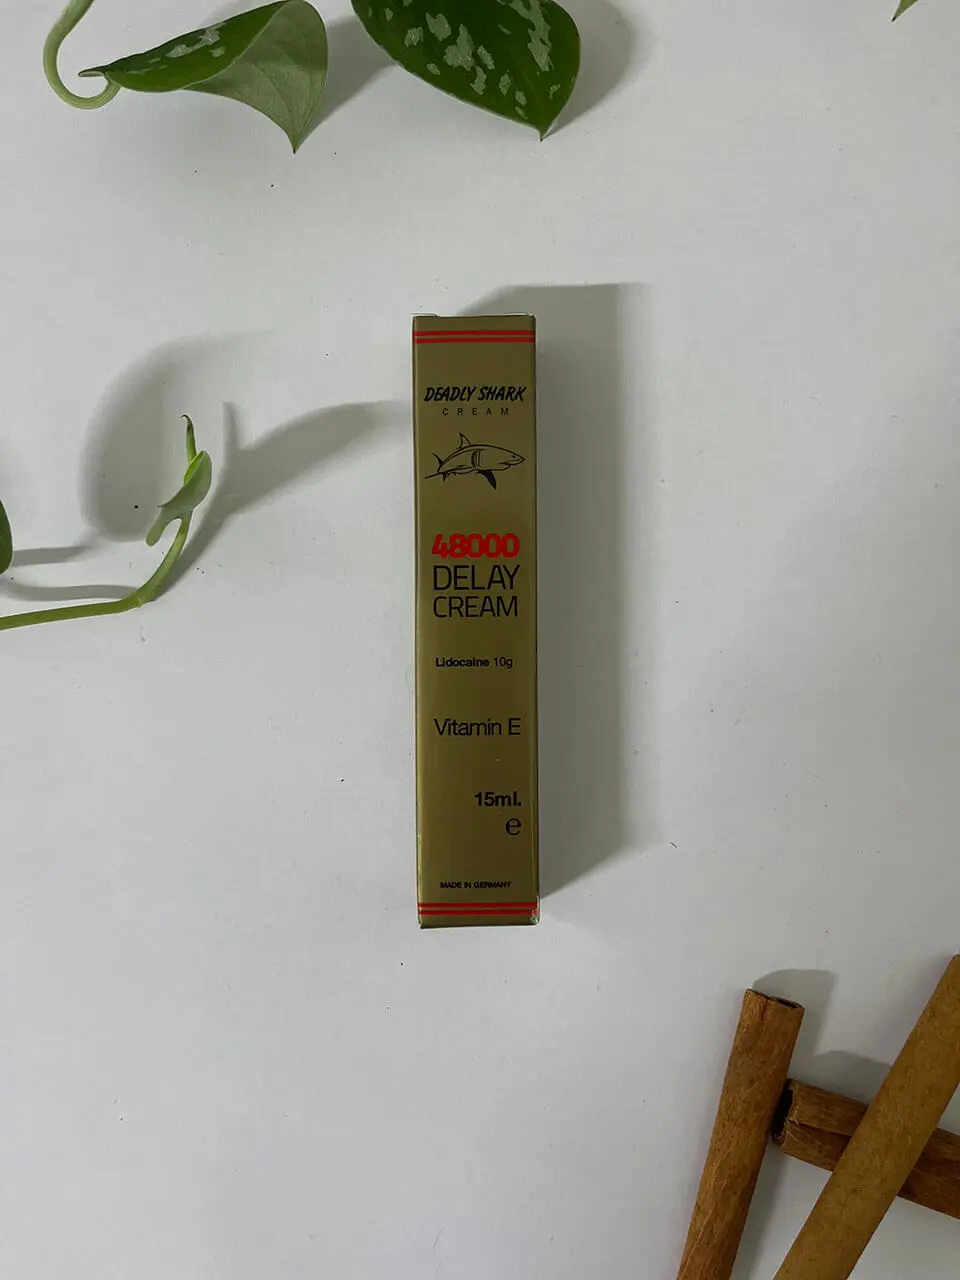 DEADLY SHARK
CREAM
48000
DELAY
CREAM
Lidocaine 10g
Vitamin E
15ml.
e
MADE IN GERMANY